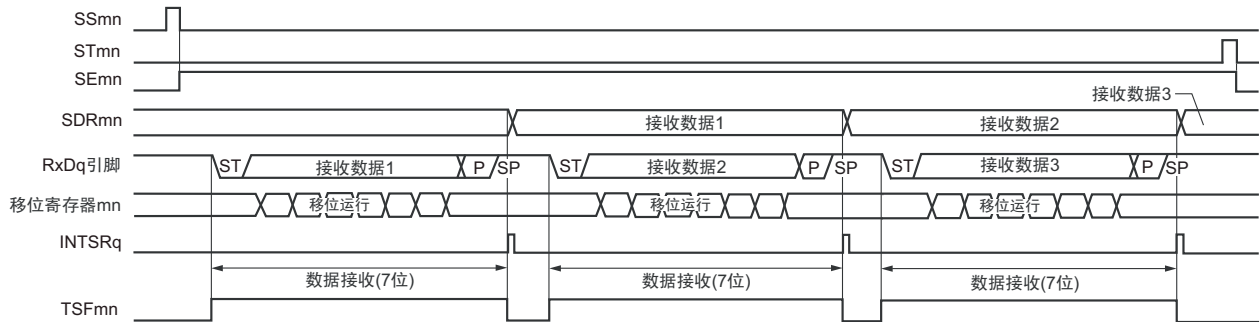 SSmn
STmn
SEmn
接收数据3
SDRmn 接收数据1 接收数据2
RxDq引脚 ST 接收数据1 P SP ST 接收数据2 P SP ST 接收数据3 P SP
移位寄存器mn 移位运行 移位运行 移位运行
INTSRq
数据接收(7位) 数据接收(7位) 数据接收(7位)
TSFmn